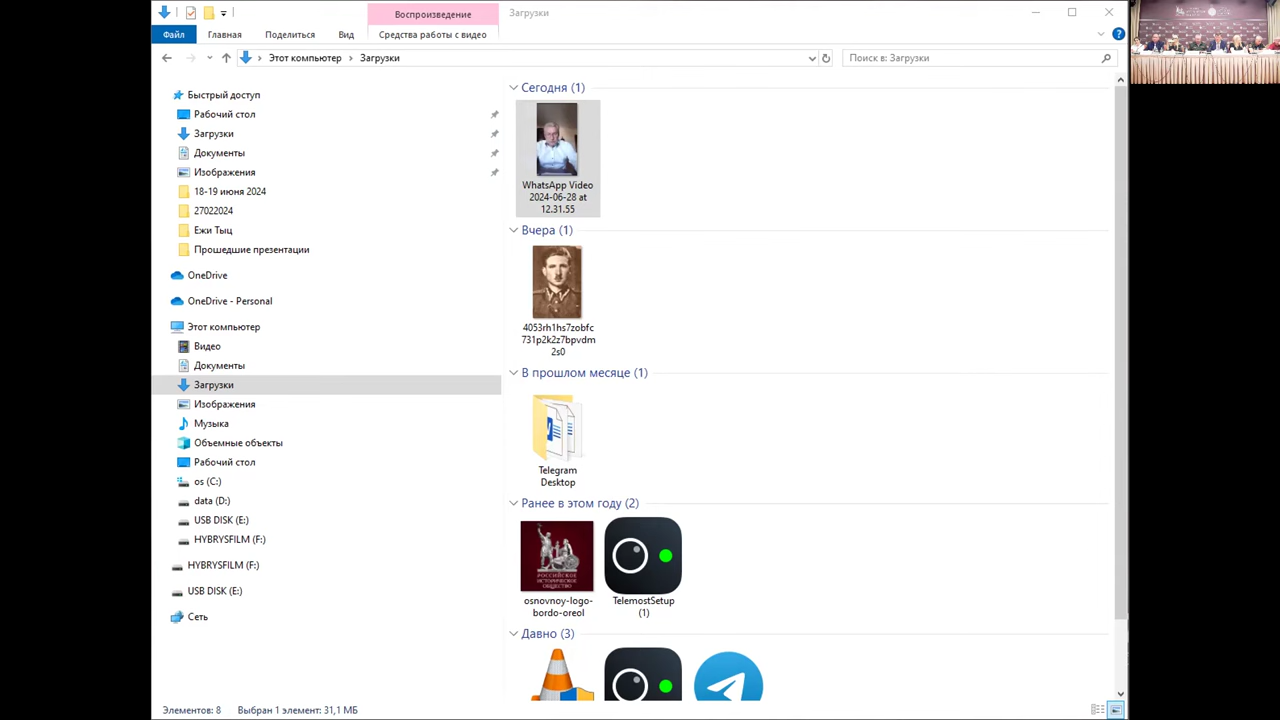 Воспроизведение
Загрузки
Файл
Главная
Поделиться
Вид
Средства работы с видео
Этот компьютер
Загрузки
Поиск в: Загрузки
Быстрый доступ
Рабочий стол
Загрузки
Документы
Изображения
18-19 июня 2024
27022024
Ежи Тыц
Прошедшие презентации
OneDrive
OneDrive - Personal
Этот компьютер
Видео
Документы
Загрузки
Изображения
Музыка
Объемные объекты
Рабочий стол
os (C:)
data (D:)
USB DISK (E:)
HYBRYSFILM (F:)
HYBRYSFILM (F:)
USB DISK (E:)
Сеть
Сегодня (1)
WhatsApp Video
2024-06-28 at
12.31.55
Вчера (1)
4053rh1hs7zobfc
731p2k2z7bpvdm
2s0
В прошлом месяце (1)
Telegram
Desktop
Ранее в этом году (2)
РОССИЙСКОЕ
ИСТОРИЧЕСКОЕ
ОБЩЕСТВО
osnovnoy-logo-
bordo-oreol
TelemostSetup
(1)
Давно (3)
Элементов: 8
Выбран 1 элемент: 31,1 МБ